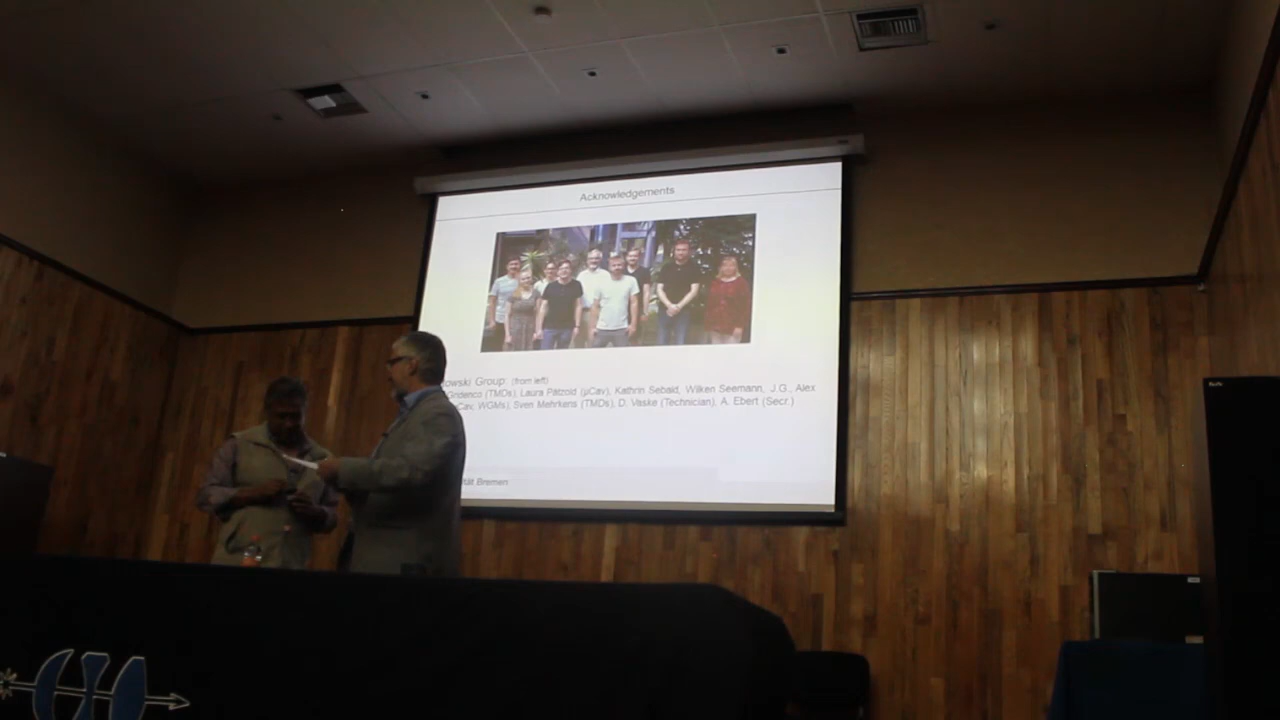 Acknowledgements
owski Group: (from left)
Gridenco (TMDs), Laura Pätzold (µCav), Kathrin Sebald, Wilken Seemann, J.G., Alex
Cav, WGMs), Sven Mehrkens (TMDs), D. Vaske (Technician), A. Ebert (Secr.)
tät Bremen